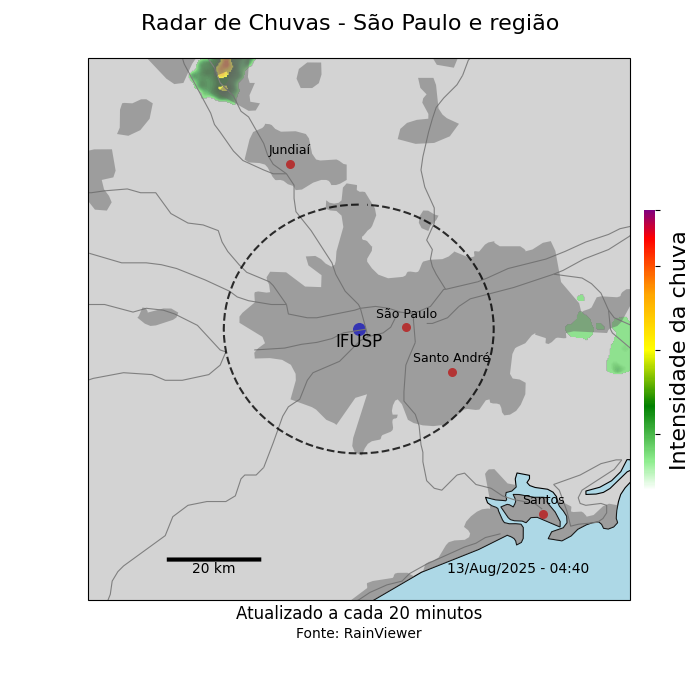 Radar de Chuvas - São Paulo e região
Jundiaí
São Paulo
IFUSP
Santo André
Intensidade da chuva
Santos
20 km
13/Aug/2025 - 04:40
Atualizado a cada 20 minutos
Fonte: RainViewer